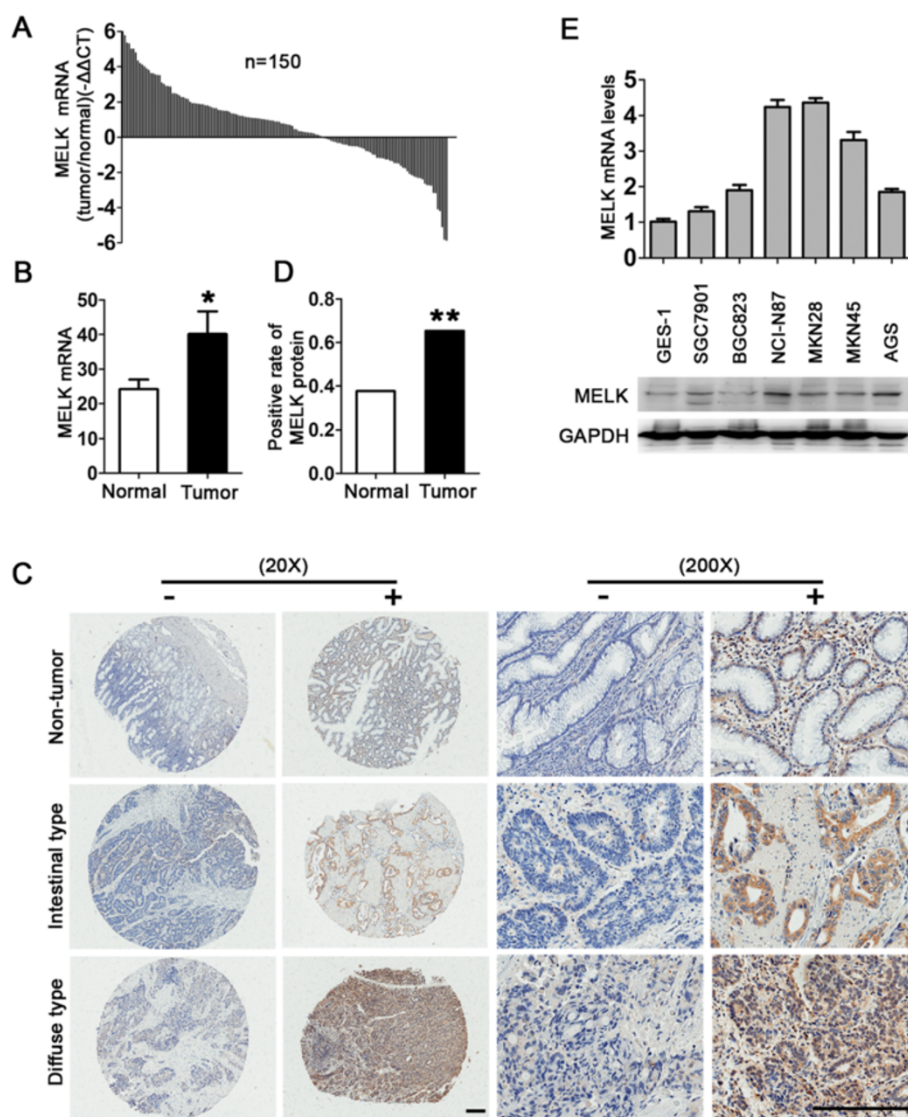 A
MELK mRNA
(tumor/normal)(-ΔΔCT)
6
4
2
0
-2
-4
-6
n=150
B
MELK mRNA
50
40
30
20
10
0
*
Normal Tumor
D
Positive rate of
MELK protein
0.8
0.6
0.4
0.2
0.0
**
Normal Tumor
E
MELK mRNA levels
5
4
3
2
1
0
GES-1
SGC7901
BGC823
NCI-N87
MKN28
MKN45
AGS
MELK
GAPDH
C
(20X)
- +
(200X)
- +
Non-tumor
Intestinal type
Diffuse type